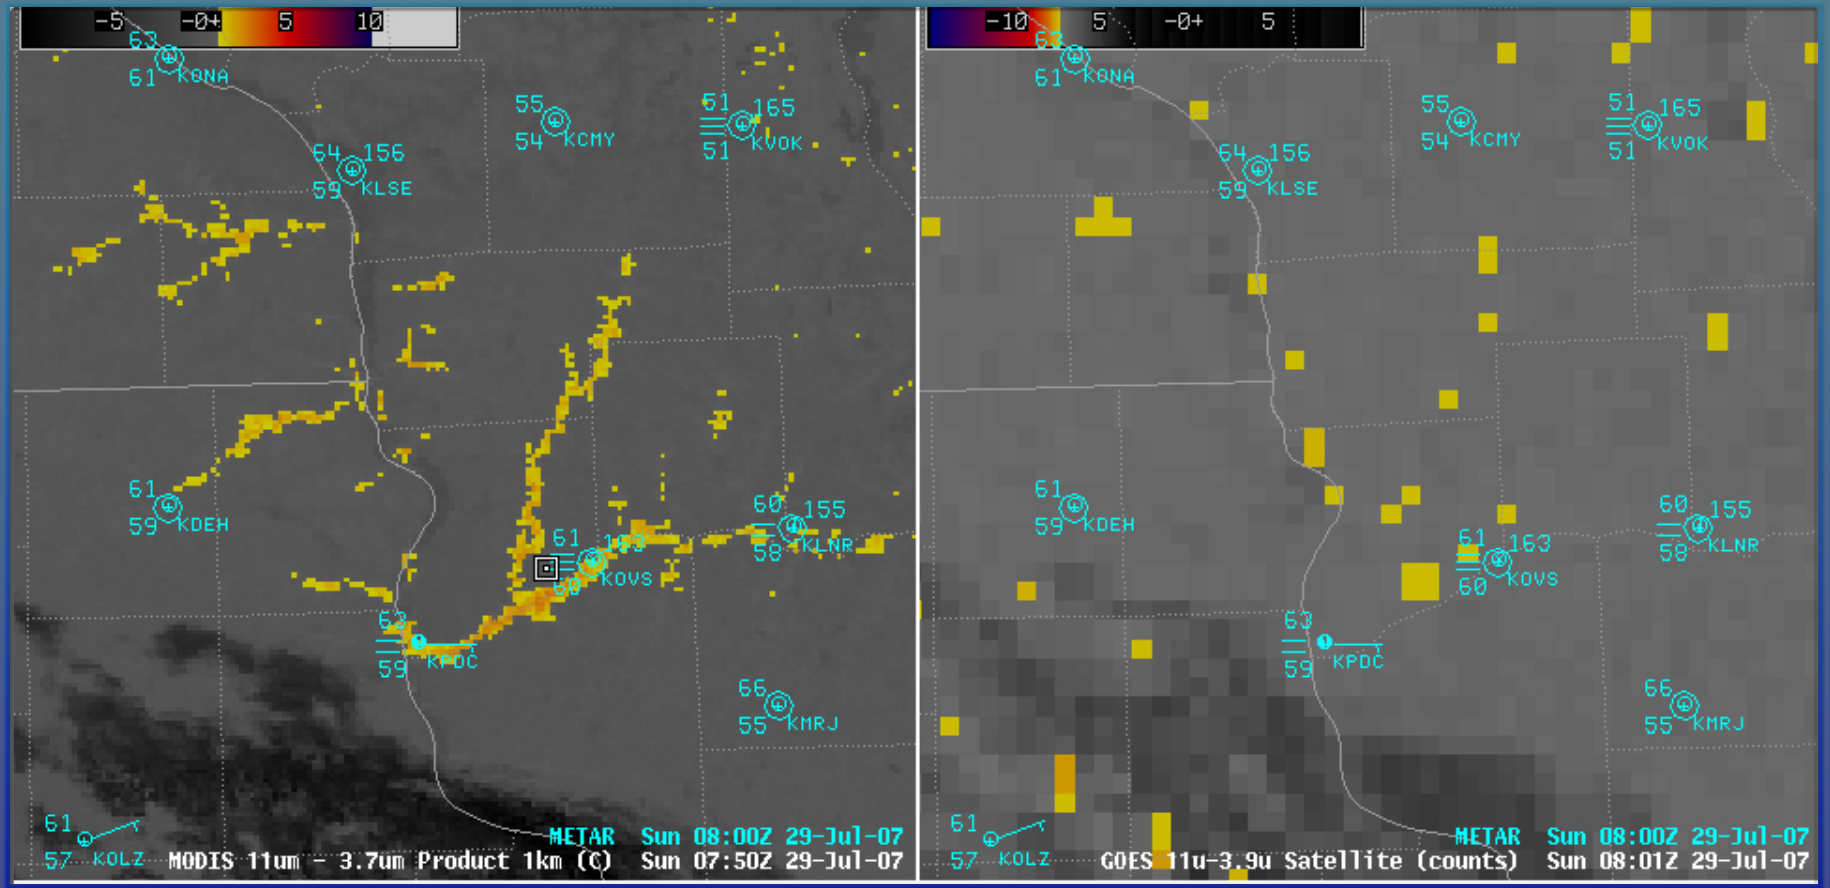 -5 -0+ 5 10
63
61 KONA
55
54 KCMY
51 165
51 KVOK
64 156
59 KLSE
61
59 KDEH
60 155
58 KLNR
61 163
60 KOVS
63
59 KPDC
66
55 KMRJ
61
57 KOLZ
METAR Sun 08:00Z 29-Jul-07
MODIS 11um - 3.7um Product 1km (C) Sun 07:50Z 29-Jul-07
-10 5 -0+ 5
63
61 KONA
55
54 KCMY
51 165
51 KVOK
64 156
59 KLSE
61
59 KDEH
60 155
58 KLNR
61 163
60 KOVS
63
59 KPDC
66
55 KMRJ
61
57 KOLZ
METAR Sun 08:00Z 29-Jul-07
GOES 11u-3.9u Satellite (counts) Sun 08:01Z 29-Jul-07